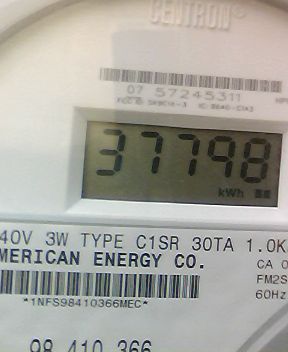 CENTRON®
07 57245311
37798
kWh
40V 3W TYPE C1SR 30TA 1.0K
MERICAN ENERGY CO.
CA 0
FM2S
60Hz
*1NFS98410366MEC*
98 410 366